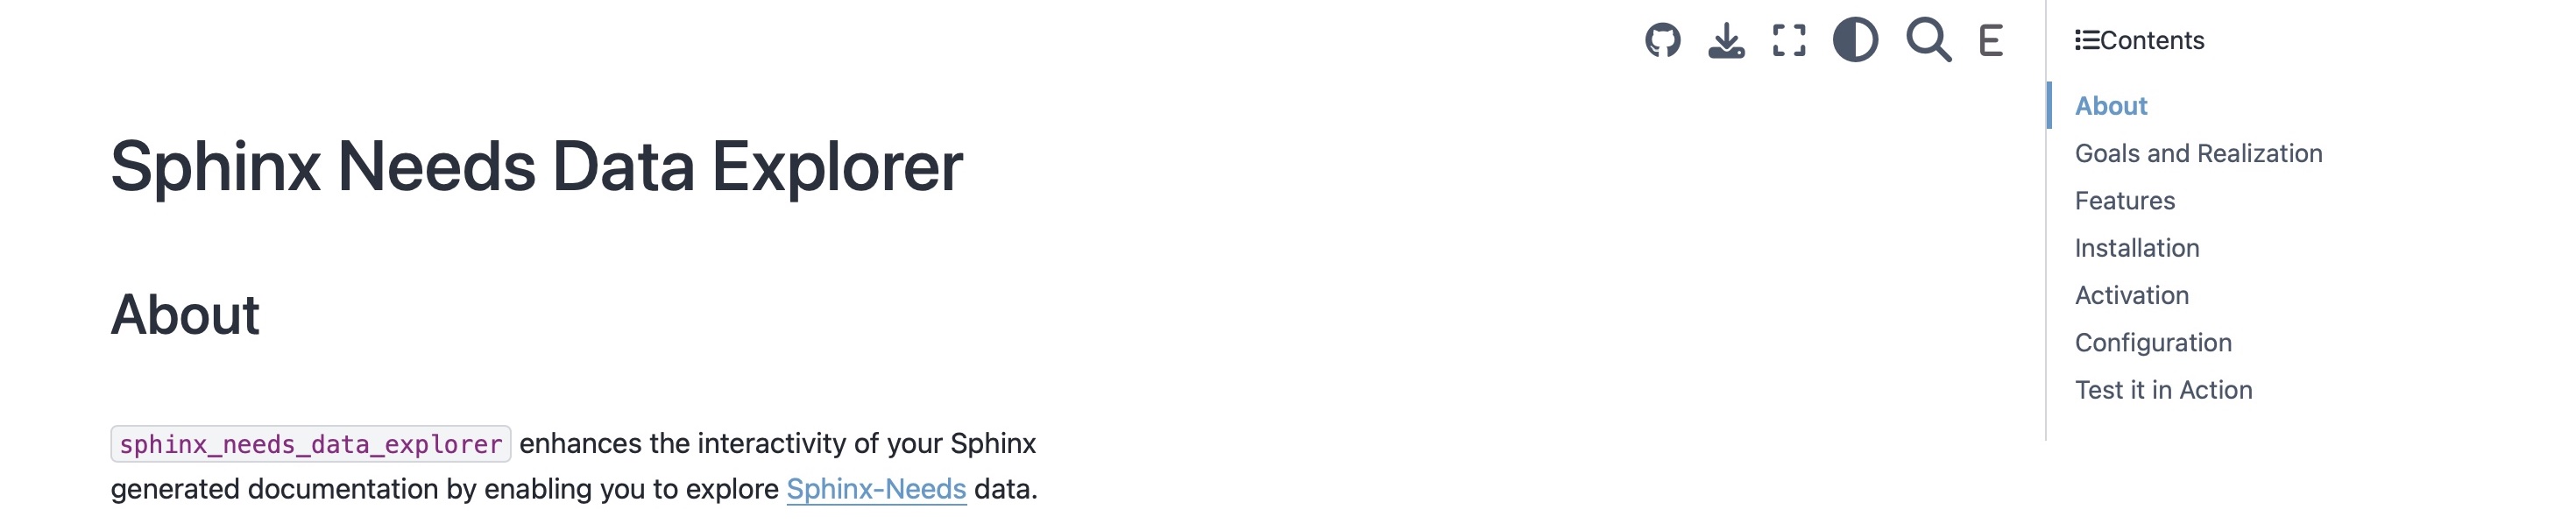 Contents
About
Goals and Realization
Features
Installation
Activation
Configuration
Test it in Action
Sphinx Needs Data Explorer
About
sphinx_needs_data_explorer enhances the interactivity of your Sphinx
generated documentation by enabling you to explore Sphinx-Needs data.